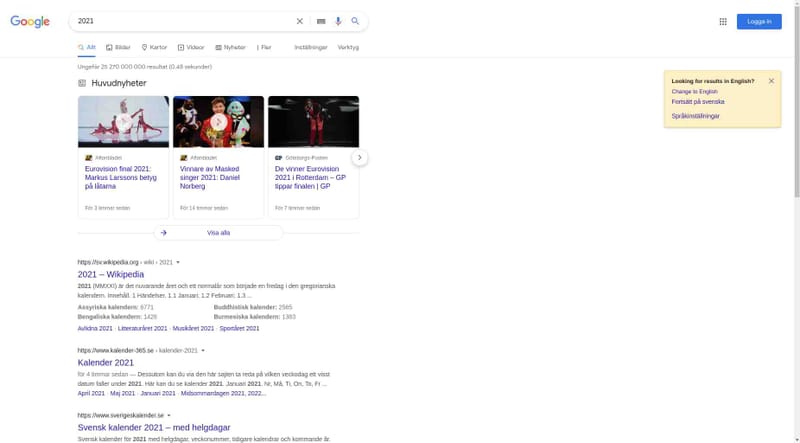 Google
2021
Logga in
Allt
Bilder
Kartor
Videor
Nyheter
Fler
Inställningar
Verktyg
Ungefär 25 270 000 000 resultat (0,48 sekunder)
Looking for results in English?
Change to English
Fortsätt på svenska
Språkinställningar
Huvudnyheter
Aftonbladet
Eurovision final 2021:
Markus Larssons betyg
på låtarna
För 3 timmar sedan
Aftonbladet
Vinnare av Masked
singer 2021: Daniel
Norberg
För 14 timmar sedan
GP Göteborgs-Posten
De vinner Eurovision
2021 i Rotterdam – GP
tippar finalen | GP
För 7 timmar sedan
Visa alla
https://sv.wikipedia.org › wiki › 2021
2021 – Wikipedia
2021 (MMXXI) är det nuvarande året och ett normalår som började en fredag i den gregorianska
kalendern. Innehåll. 1 Händelser. 1.1 Januari; 1.2 Februari; 1.3 ...
Assyriska kalendern: 6771 Buddhistisk kalender: 2565
Bengaliska kalendern: 1428 Burmesiska kalendern: 1383
Avlidna 2021 · Litteraturåret 2021 · Musikåret 2021 · Sportåret 2021
https://www.kalender-365.se › kalender-2021
Kalender 2021
för 4 timmar sedan — Dessutom kan du via den här sajten ta reda på vilken veckodag ett visst
datum faller under 2021. Här kan du se kalender 2021. Januari 2021. Nr, Må, Ti, On, To, Fr ...
April 2021 · Maj 2021 · Januari 2021 · Midsommardagen 2021, 2022...
https://www.sverigeskalender.se
Svensk kalender 2021 – med helgdagar
Svensk kalender för 2021 med helgdagar, veckonummer, tidigare kalendrar och kommande år.